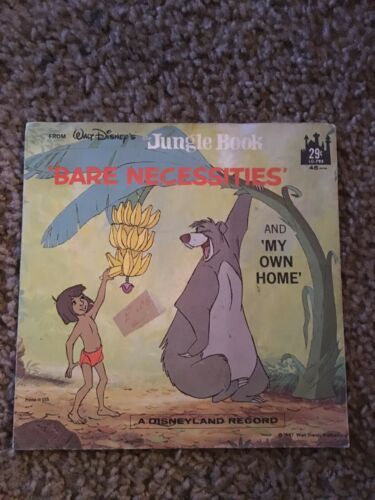 FROM Walt Disney's Jungle Book
29¢
45 RPM
'BARE NECESSITIES'
AND
'MY
OWN
HOME'
A DISNEYLAND RECORD